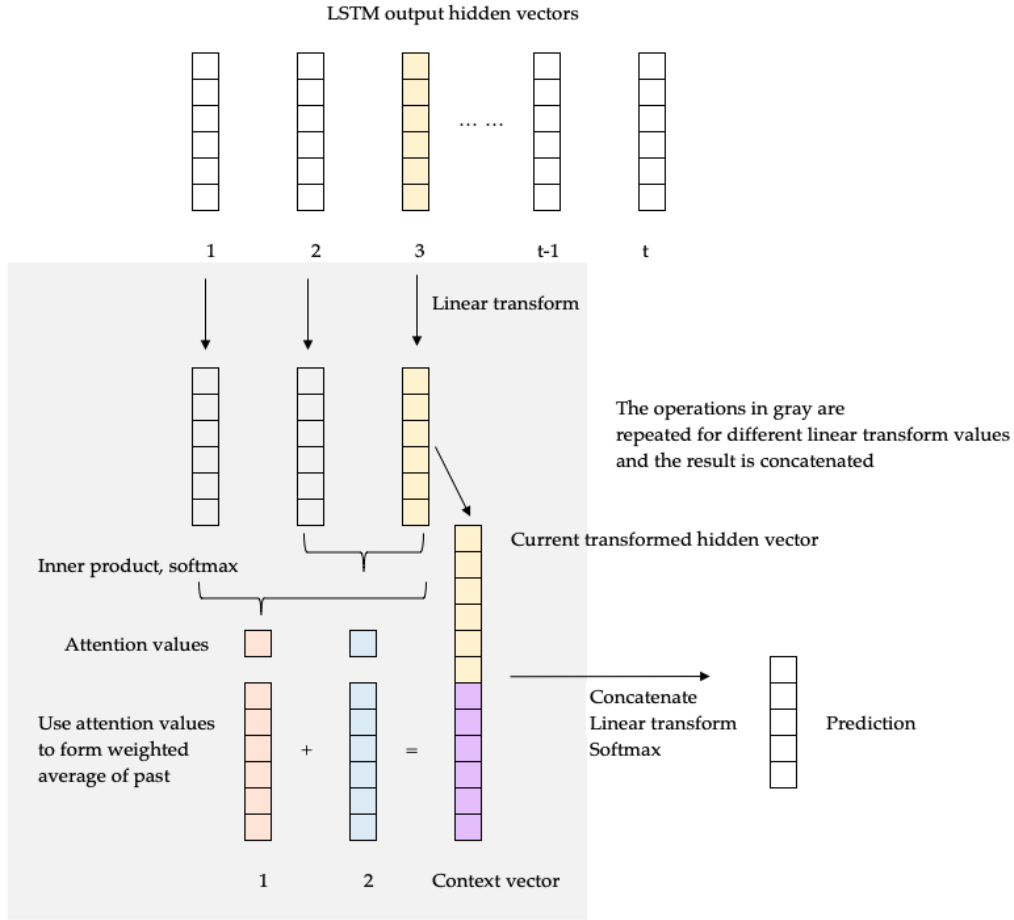 LSTM output hidden vectors
... ...
1 2 3 t-1 t
Linear transform
The operations in gray are
repeated for different linear transform values
and the result is concatenated
Current transformed hidden vector
Inner product, softmax
Attention values
Use attention values
to form weighted
average of past
+ =
Concatenate
Linear transform
Softmax
Prediction
1 2 Context vector